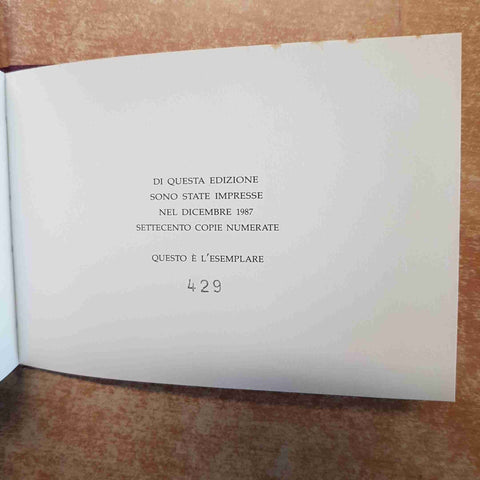 DI QUESTA EDIZIONE
SONO STATE IMPRESSE
NEL DICEMBRE 1987
SETTECENTO COPIE NUMERATE
QUESTO È L'ESEMPLARE
429